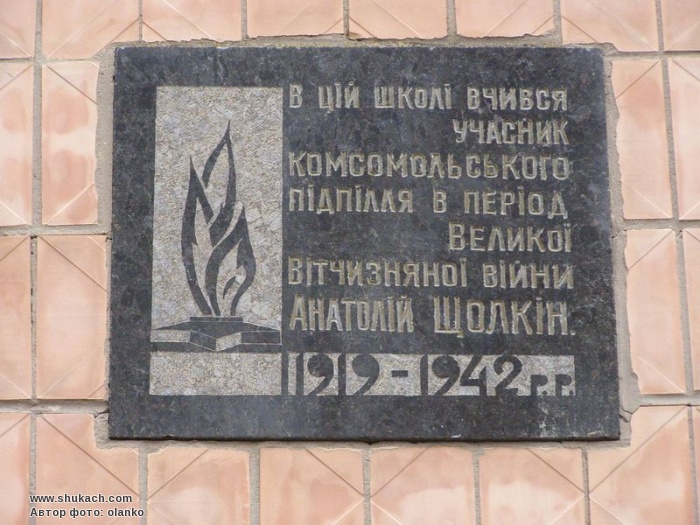 В ЦІЙ ШКОЛІ ВЧИВСЯ
УЧАСНИК
КОМСОМОЛЬСЬКОГО
ПІДПІЛЛЯ В ПЕРІОД
ВЕЛИКОЇ
ВІТЧИЗНЯНОЇ ВІЙНИ
АНАТОЛІЙ ЩОЛКІН.
1919-1942 г.г.
www.shukach.com
Автор фото: olanko